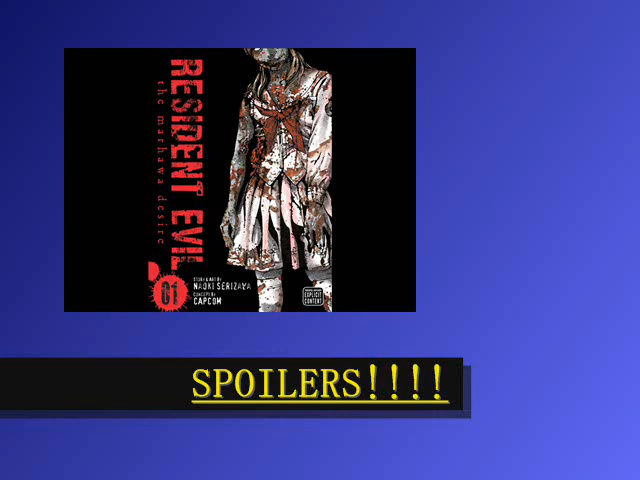 RESIDENT EVIL
the marhawa desire
01
STORY & ART BY
NAOKI SERIZAWA
CONCEPT BY
CAPCOM
EXPLICIT
CONTENT
SPOILERS!!!!